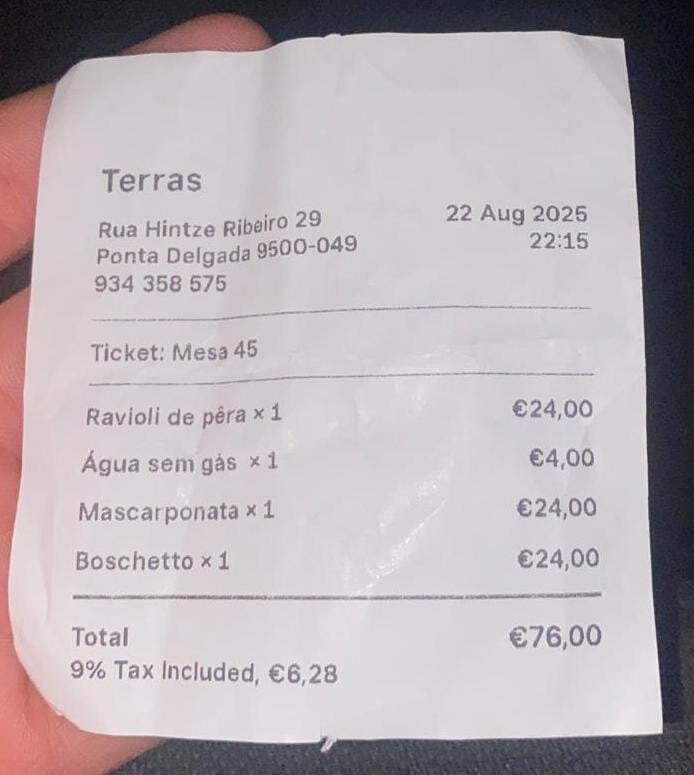 Terras
Rua Hintze Ribeiro 29
Ponta Delgada 9500-049
934 358 575
22 Aug 2025
22:15
Ticket: Mesa 45
Ravioli de pêra × 1 €24,00
Água sem gás × 1 €4,00
Mascarponata × 1 €24,00
Boschetto × 1 €24,00
Total €76,00
9% Tax Included, €6,28